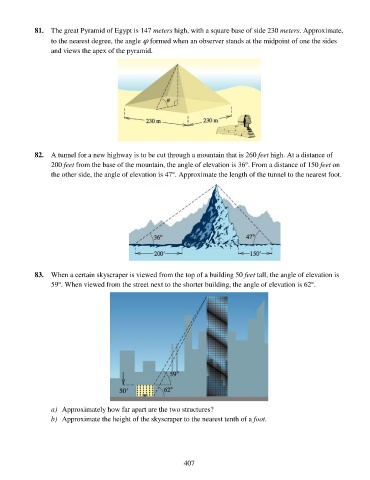 81. The great Pyramid of Egypt is 147 meters high, with a square base of side 230 meters. Approximate,
to the nearest degree, the angle φ formed when an observer stands at the midpoint of one the sides
and views the apex of the pyramid.
φ
230 m 230 m
82. A tunnel for a new highway is to be cut through a mountain that is 260 feet high. At a distance of
200 feet from the base of the mountain, the angle of elevation is 36°. From a distance of 150 feet on
the other side, the angle of elevation is 47°. Approximate the length of the tunnel to the nearest foot.
36° 47°
200' 150'
83. When a certain skyscraper is viewed from the top of a building 50 feet tall, the angle of elevation is
59°. When viewed from the street next to the shorter building, the angle of elevation is 62°.
59°
50' 62°
a) Approximately how far apart are the two structures?
b) Approximate the height of the skyscraper to the nearest tenth of a foot.
407